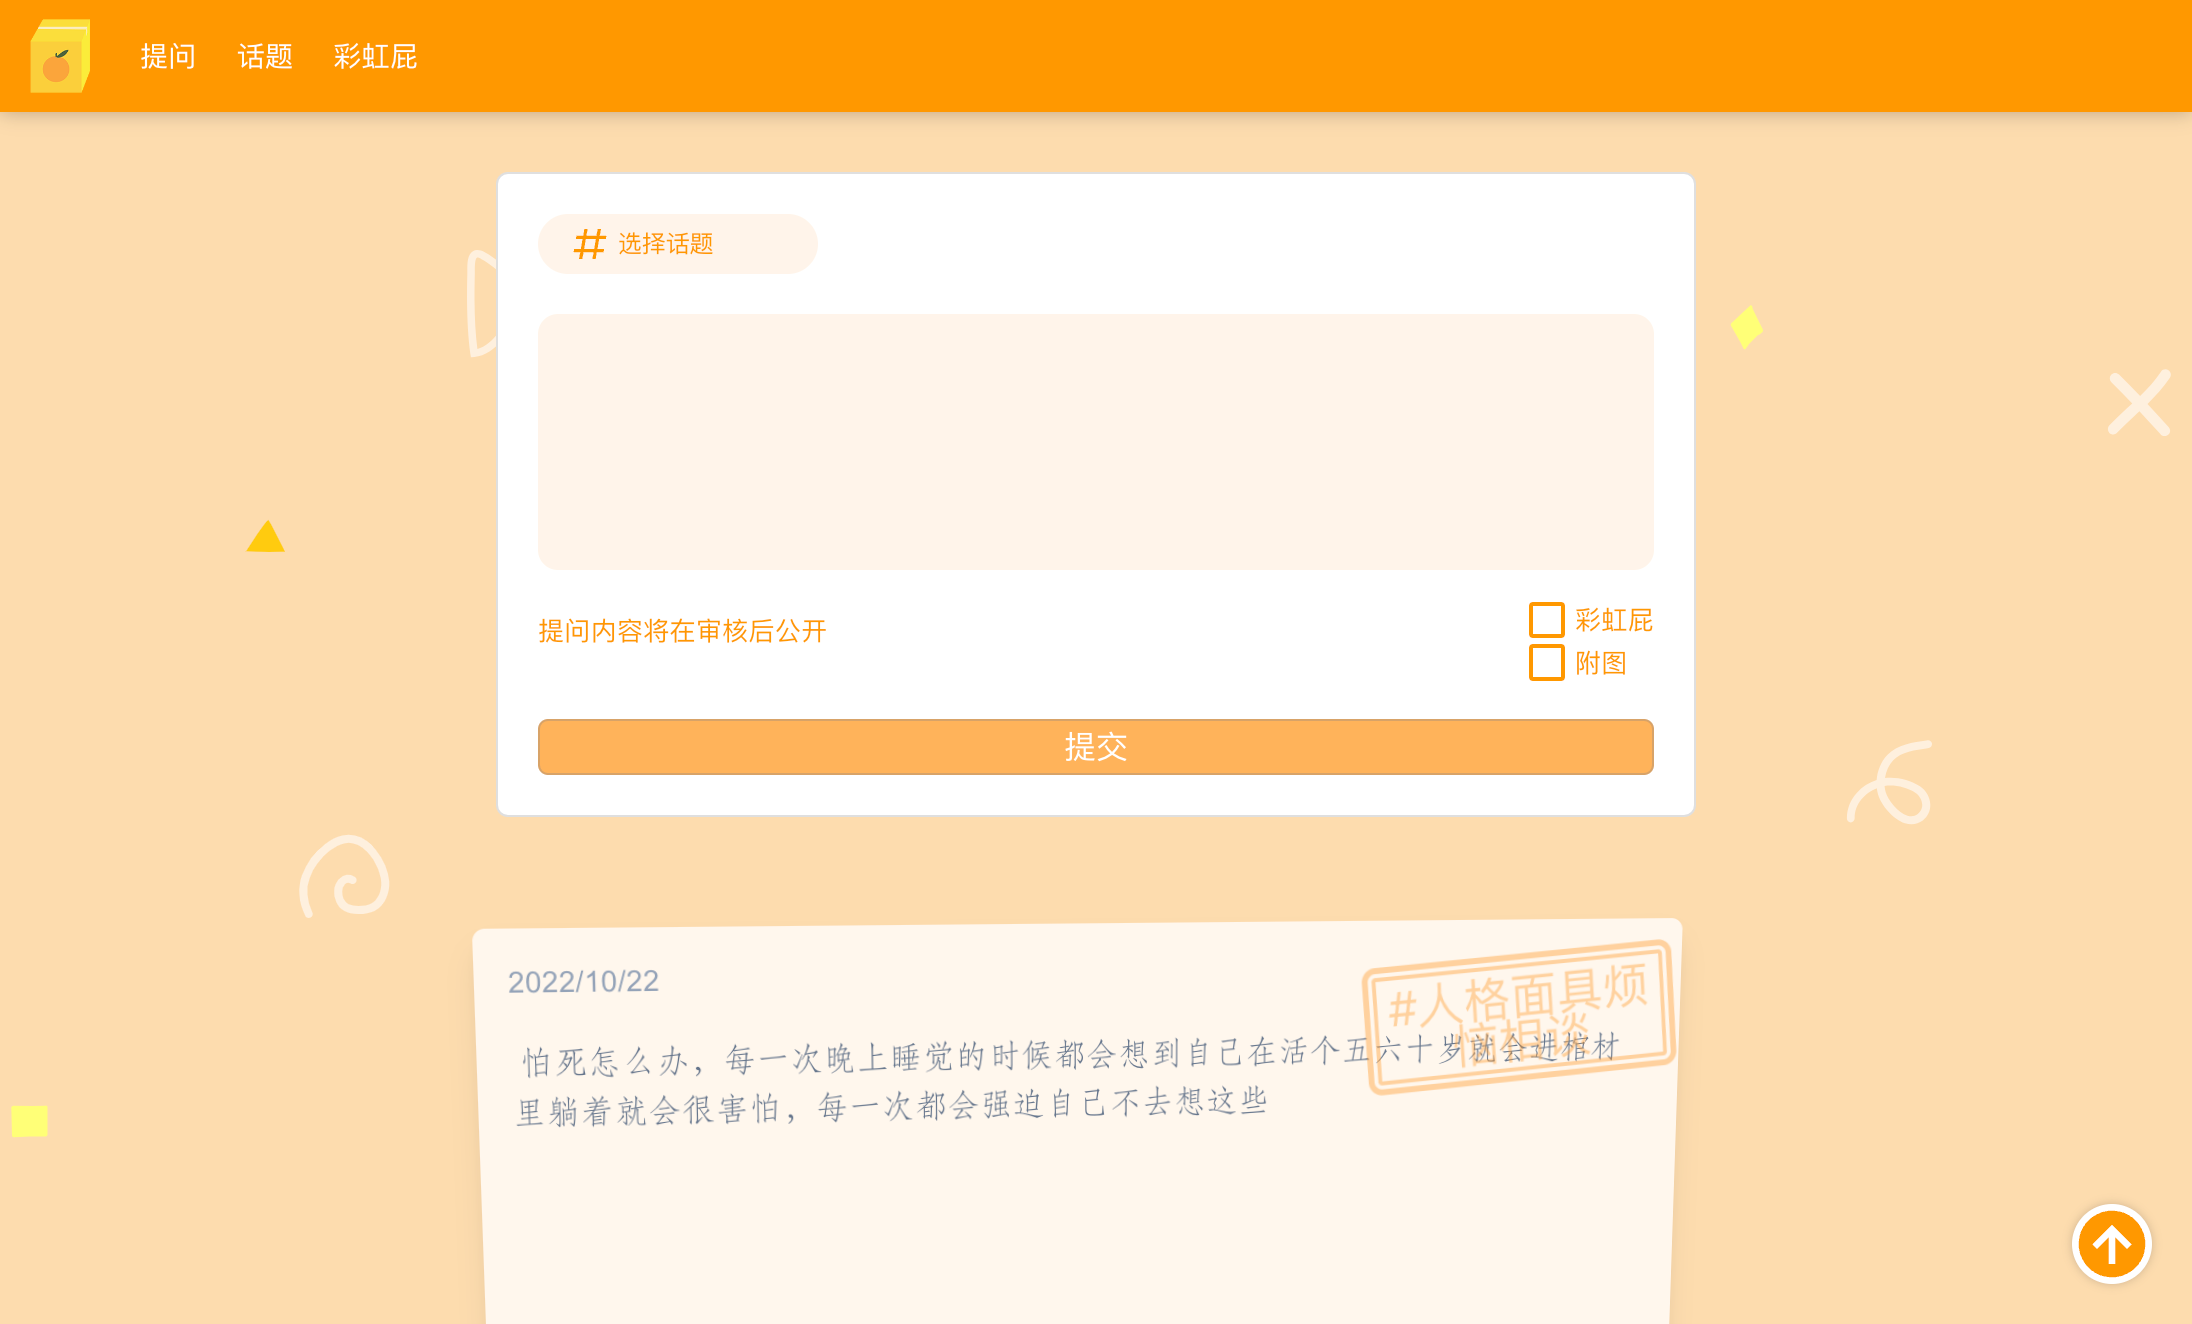 提问
话题
彩虹屁
# 选择话题
提问内容将在审核后公开
彩虹屁
附图
提交
2022/10/22
#人格面具烦
恼相谈
怕死怎么办，每一次晚上睡觉的时候都会想到自己在活个五六十岁就会进棺材
里躺着就会很害怕，每一次都会强迫自己不去想这些